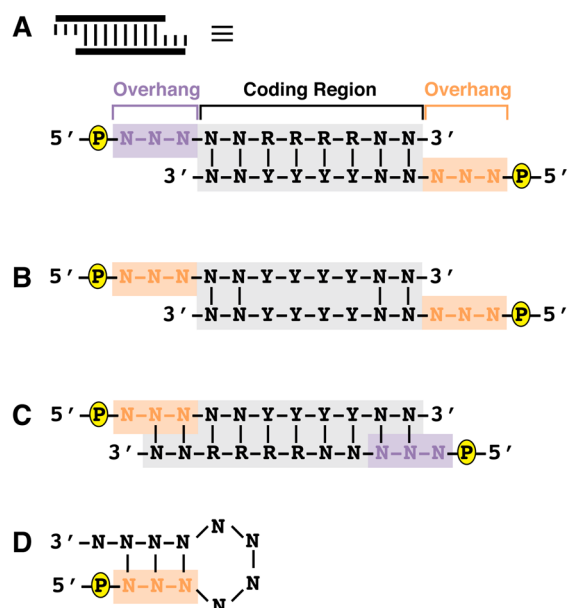 A ≡
Overhang Coding Region Overhang
5′–P–N–N–N–N–N–R–R–R–R–N–N–3′
3′–N–N–Y–Y–Y–Y–N–N–N–N–N–P–5′
B 5′–P–N–N–N–N–N–Y–Y–Y–Y–N–N–3′
3′–N–N–Y–Y–Y–Y–N–N–N–N–N–P–5′
C 5′–P–N–N–N–N–N–Y–Y–Y–Y–N–N–3′
3′–N–N–R–R–R–R–N–N–N–N–N–P–5′
N
D 3′–N–N–N–N N
5′–P–N–N–N N
N